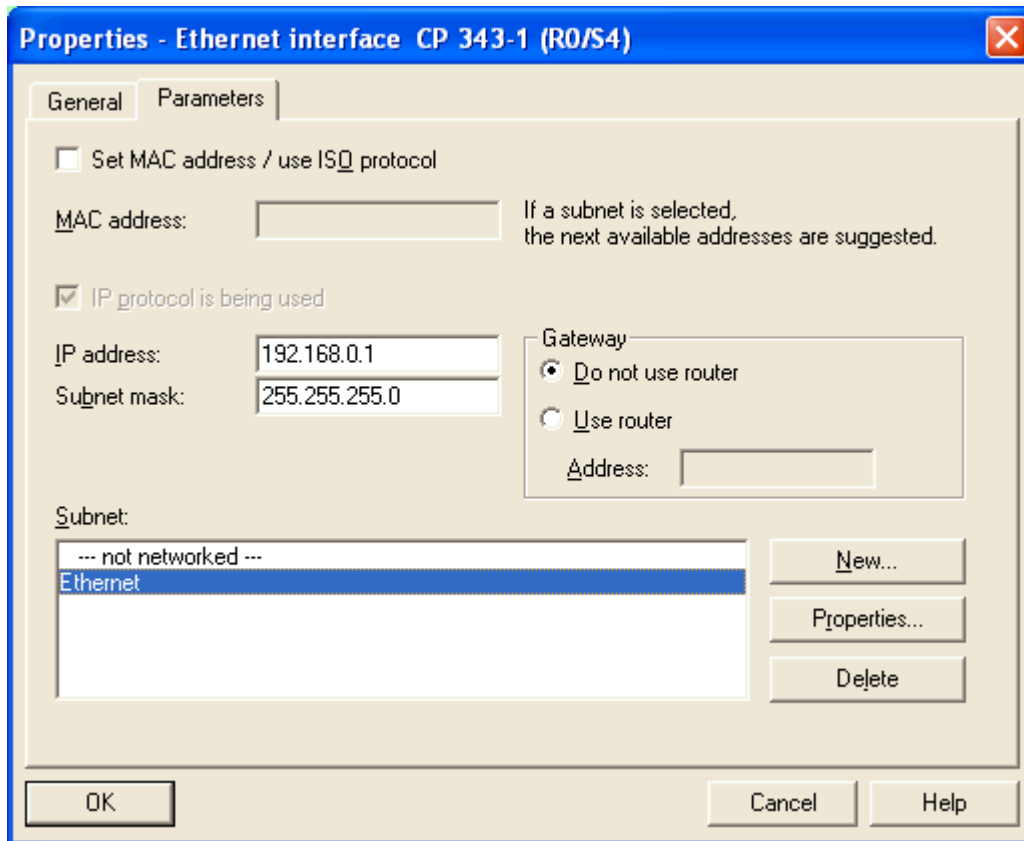 Properties - Ethernet interface CP 343-1 (R0/S4)
General
Parameters
Set MAC address / use ISO protocol
MAC address:
If a subnet is selected,
the next available addresses are suggested.
IP protocol is being used
IP address:
192.168.0.1
Subnet mask:
255.255.255.0
Gateway
Do not use router
Use router
Address:
Subnet:
--- not networked ---
Ethernet
New...
Properties...
Delete
OK
Cancel
Help